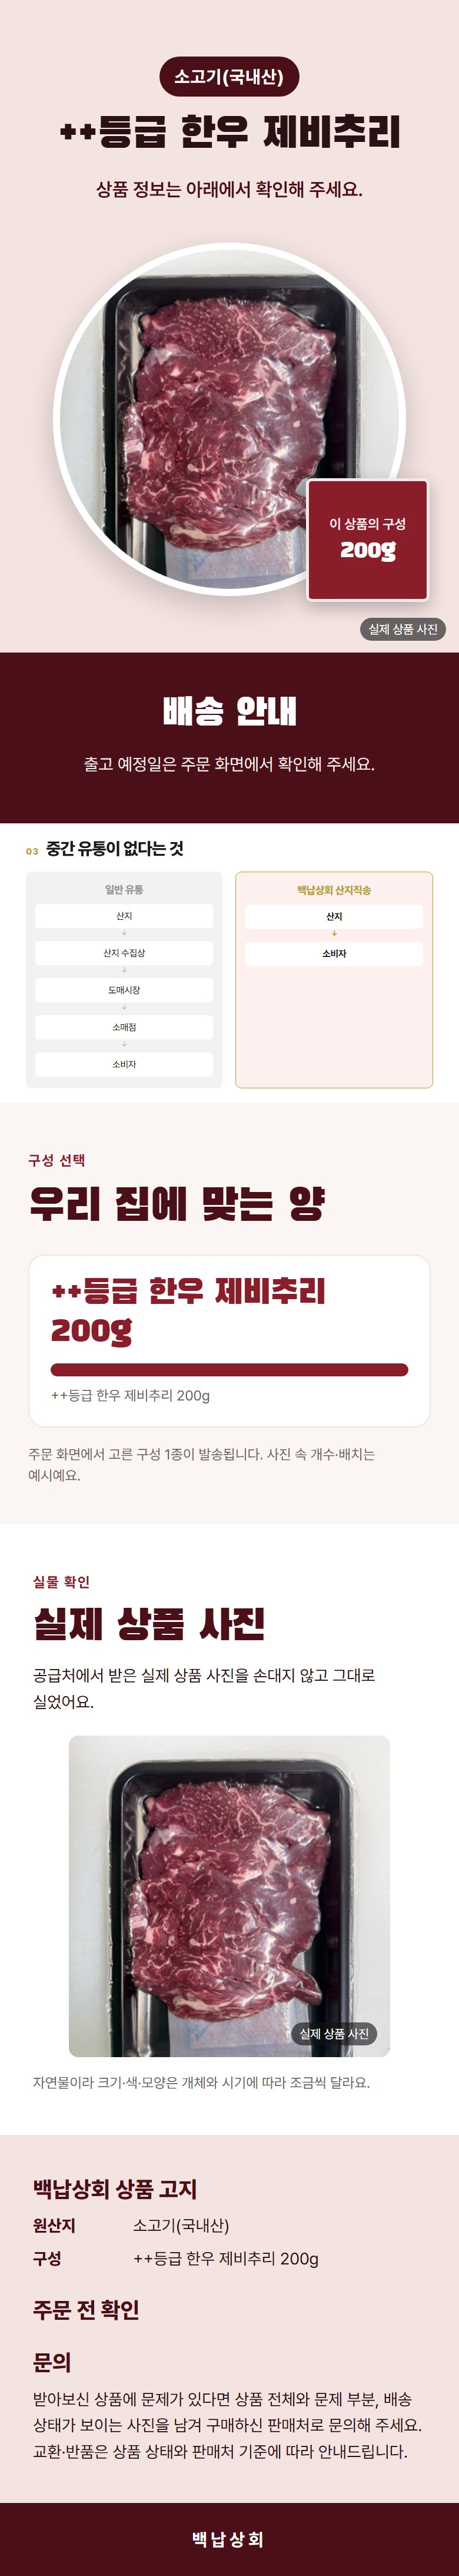 소고기(국내산)
++등급 한우 제비추리
상품 정보는 아래에서 확인해 주세요.
이 상품의 구성
200g
실제 상품 사진
배송 안내
출고 예정일은 주문 화면에서 확인해 주세요.
03 중간 유통이 없다는 것
일반 유통
산지
↓
산지 수집상
↓
도매시장
↓
소매점
↓
소비자
백납상회 산지직송
산지
↓
소비자
구성 선택
우리 집에 맞는 양
++등급 한우 제비추리
200g
++등급 한우 제비추리 200g
주문 화면에서 고른 구성 1종이 발송됩니다. 사진 속 개수·배치는
예시예요.
실물 확인
실제 상품 사진
공급처에서 받은 실제 상품 사진을 손대지 않고 그대로
실었어요.
실제 상품 사진
자연물이라 크기·색·모양은 개체와 시기에 따라 조금씩 달라요.
백납상회 상품 고지
원산지 소고기(국내산)
구성 ++등급 한우 제비추리 200g
주문 전 확인
문의
받아보신 상품에 문제가 있다면 상품 전체와 문제 부분, 배송
상태가 보이는 사진을 남겨 구매하신 판매처로 문의해 주세요.
교환·반품은 상품 상태와 판매처 기준에 따라 안내드립니다.
백납상회